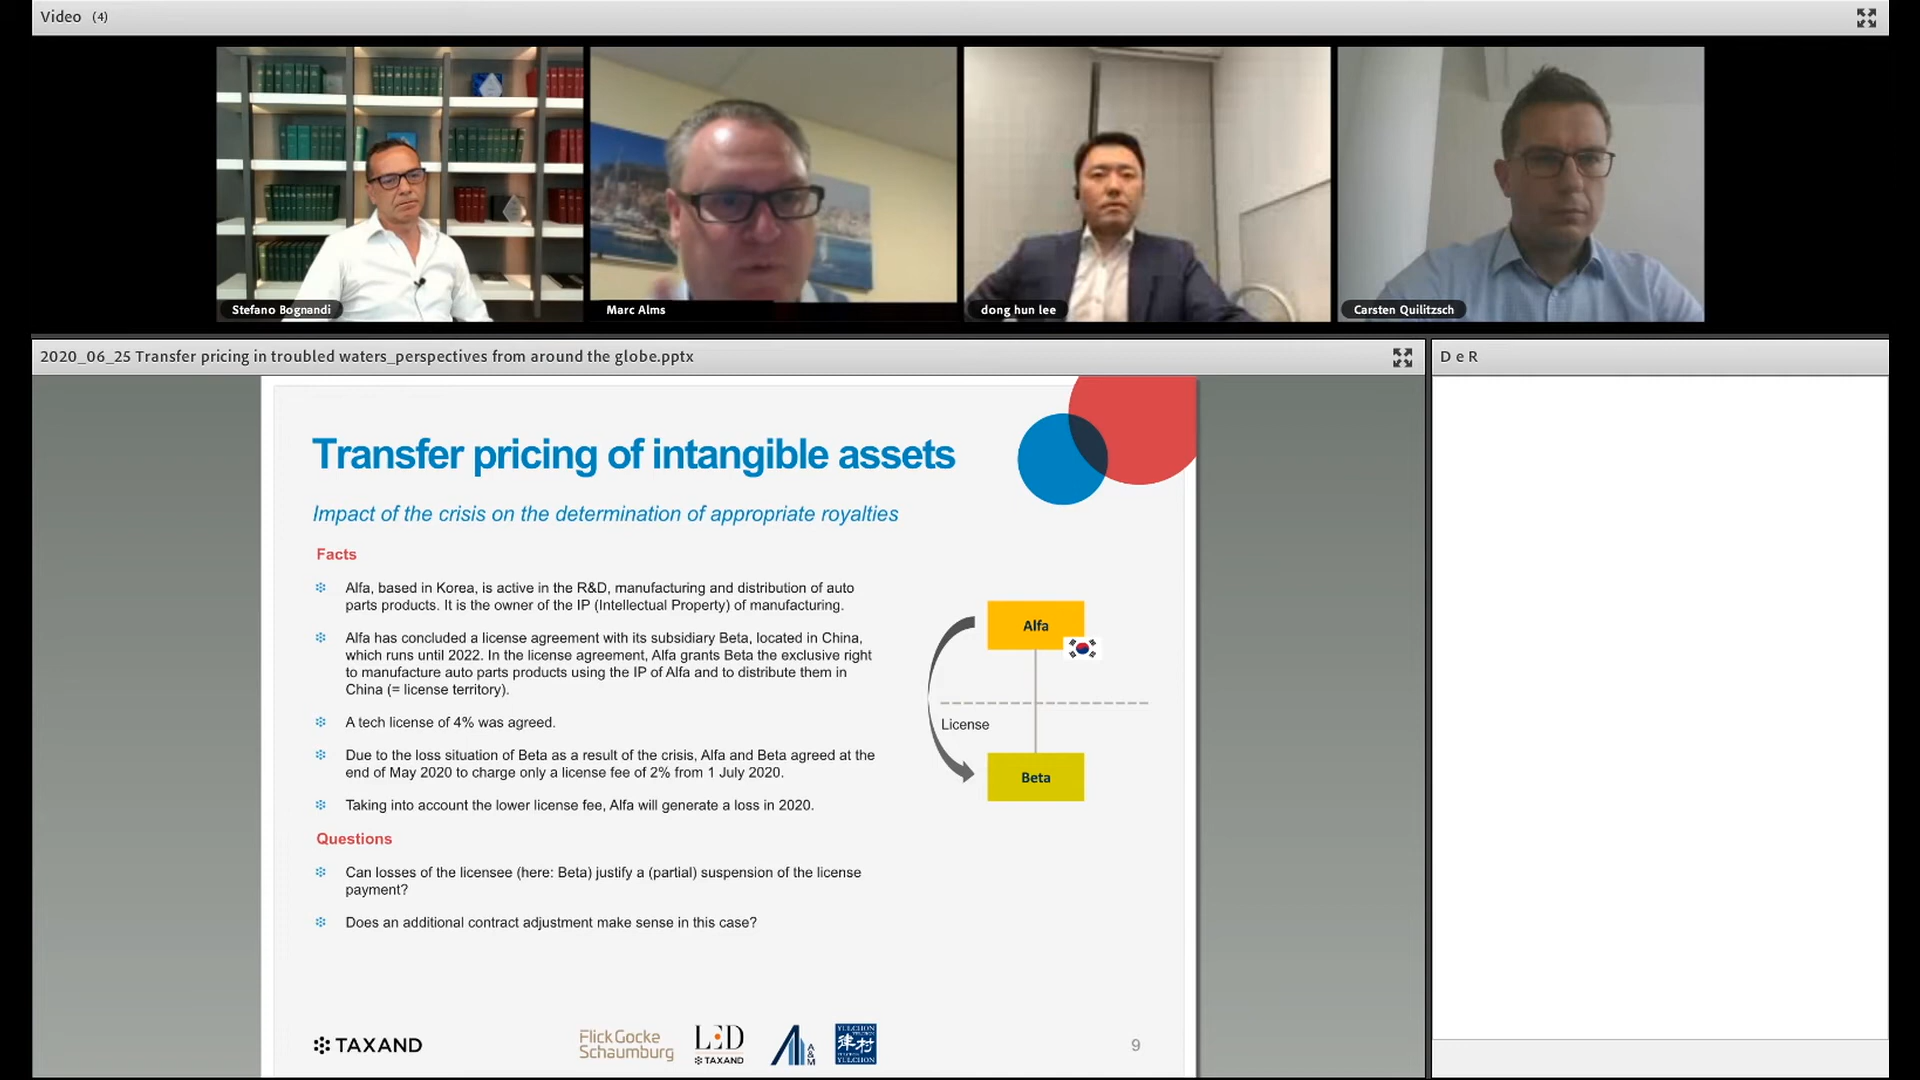 Video (4)
Stefano Bognandi
Marc Alms
dong hun lee
Carsten Quilitzsch
2020_06_25 Transfer pricing in troubled waters_perspectives from around the globe.pptx
D e R
Transfer pricing of intangible assets
Impact of the crisis on the determination of appropriate royalties
Facts
Alfa, based in Korea, is active in the R&D, manufacturing and distribution of auto
parts products. It is the owner of the IP (Intellectual Property) of manufacturing.
Alfa has concluded a license agreement with its subsidiary Beta, located in China,
which runs until 2022. In the license agreement, Alfa grants Beta the exclusive right
to manufacture auto parts products using the IP of Alfa and to distribute them in
China (= license territory).
A tech license of 4% was agreed.
Due to the loss situation of Beta as a result of the crisis, Alfa and Beta agreed at the
end of May 2020 to charge only a license fee of 2% from 1 July 2020.
Taking into account the lower license fee, Alfa will generate a loss in 2020.
Questions
Can losses of the licensee (here: Beta) justify a (partial) suspension of the license
payment?
Does an additional contract adjustment make sense in this case?
Alfa
License
Beta
TAXAND
Flick Gocke
Schaumburg
LED
TAXAND
A&M
YULCHON
律村
YULCHON
9